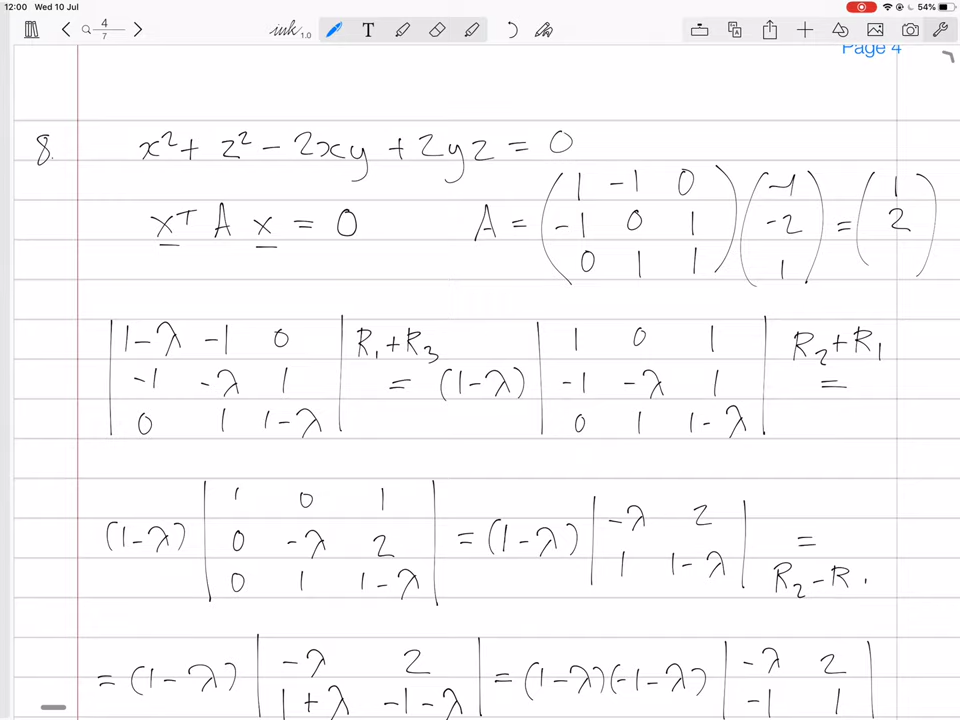 12:00 Wed 10 Jul 54%
4
7
ink 1.0 T
Page 4
8. x² + z² - 2xy + 2yz = 0
xᵀ A x = 0 A = ( 1 -1 0 ) ( -1 ) = ( 1 )
( -1 0 1 ) ( -2 ) ( 2 )
( 0 1 1 ) ( 1 )
| 1-λ -1 0 | R₁+R₃ | 1 0 1 | R₂+R₁
| -1 -λ 1 | = (1-λ) | -1 -λ 1 | =
| 0 1 1-λ | | 0 1 1-λ |
(1-λ) | 1 0 1 | = (1-λ) | -λ 2 | =
| 0 -λ 2 | | 1 1-λ | R₂-R
| 0 1 1-λ |
= (1-λ) | -λ 2 | = (1-λ)(-1-λ) | -λ 2 |
| 1+λ -1-λ | | -1 1 |